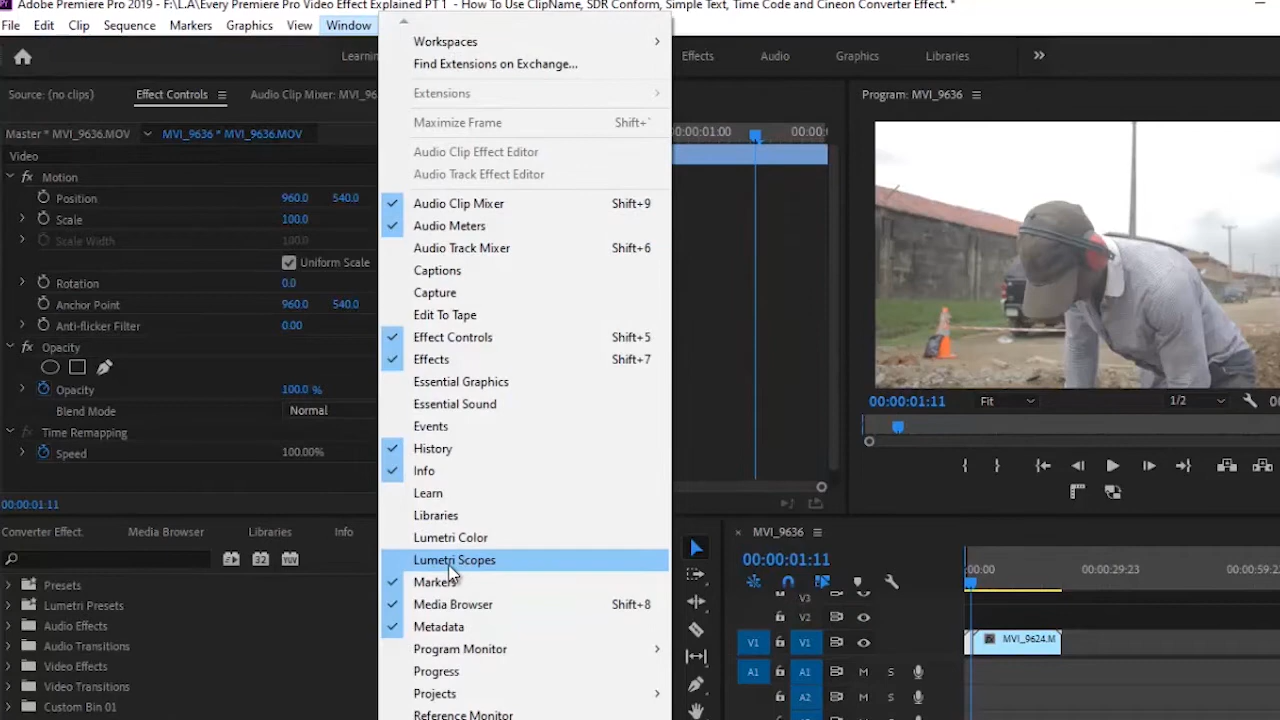 Adobe Premiere Pro 2019 - F:\L.A\Every Premiere Pro Video Effect Explained PT 1 - How To Use ClipName, SDR Conform, Simple Text, Time Code and Cineon Converter Effect. *
File Edit Clip Sequence Markers Graphics View Window
Learnin Effects Audio Graphics Libraries
Source: (no clips) Effect Controls Audio Clip Mixer: MVI_96 Program: MVI_9636
Master * MVI_9636.MOV MVI_9636 * MVI_9636.MOV
00:00:01:00 00:00:
Video
fx Motion
Position 960.0 540.0
Scale 100.0
Scale Width 100.0
Uniform Scale
Rotation 0.0
Anchor Point 960.0 540.0
Anti-flicker Filter 0.00
fx Opacity
Opacity 100.0 %
Blend Mode Normal
fx Time Remapping
Speed 100.00%
00:00:01:11
Workspaces
Find Extensions on Exchange...
Extensions
Maximize Frame Shift+`
Audio Clip Effect Editor
Audio Track Effect Editor
Audio Clip Mixer Shift+9
Audio Meters
Audio Track Mixer Shift+6
Captions
Capture
Edit To Tape
Effect Controls Shift+5
Effects Shift+7
Essential Graphics
Essential Sound
Events
History
Info
Learn
Libraries
Lumetri Color
Lumetri Scopes
Markers
Media Browser Shift+8
Metadata
Program Monitor
Progress
Projects
Reference Monitor
00:00:01:11 Fit 1/2 00
Converter Effect. Media Browser Libraries Info
32 YUV
Presets
Lumetri Presets
Audio Effects
Audio Transitions
Video Effects
Video Transitions
Custom Bin 01
× MVI_9636
00:00:01:11
:00:00 00:00:29:23 00:00:59:2
V3
V2
V1 V1 MVI_9624.M
A1 A1 M S
A2 M S